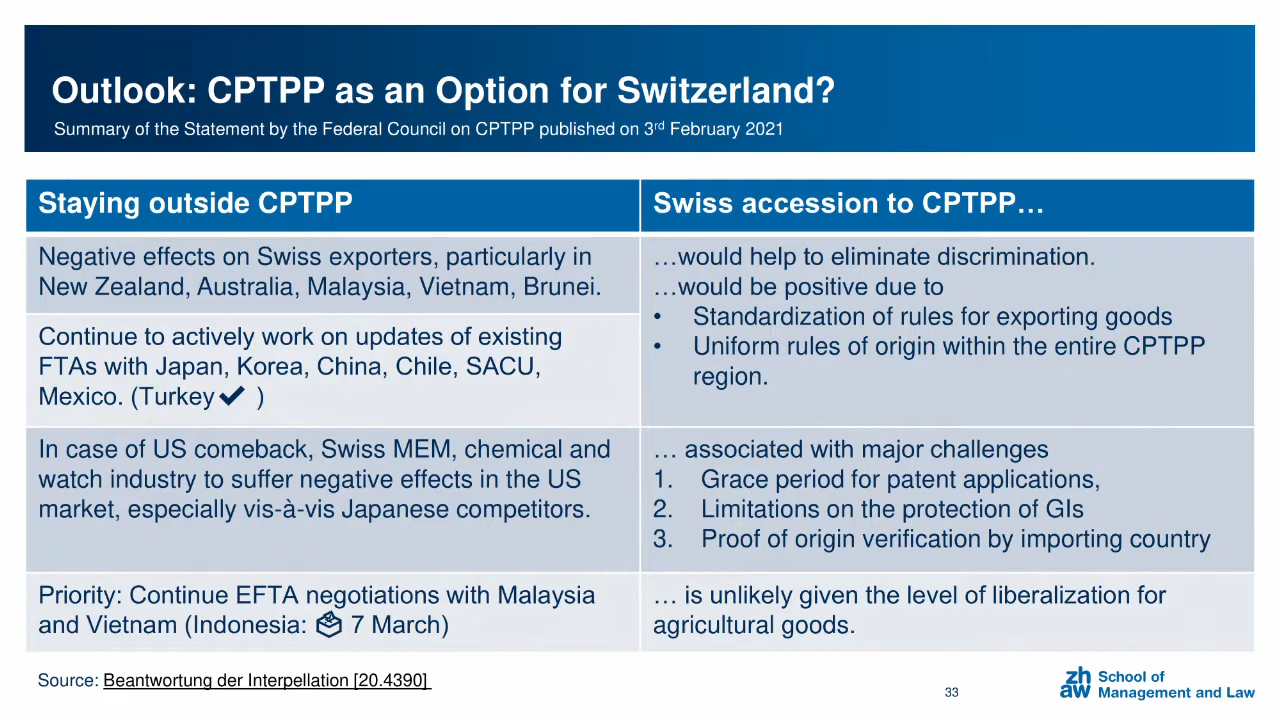 Outlook: CPTPP as an Option for Switzerland?
Summary of the Statement by the Federal Council on CPTPP published on 3rd February 2021
Staying outside CPTPP
Swiss accession to CPTPP…
Negative effects on Swiss exporters, particularly in
New Zealand, Australia, Malaysia, Vietnam, Brunei.
…would help to eliminate discrimination.
…would be positive due to
• Standardization of rules for exporting goods
• Uniform rules of origin within the entire CPTPP
region.
Continue to actively work on updates of existing
FTAs with Japan, Korea, China, Chile, SACU,
Mexico. (Turkey ✔ )
In case of US comeback, Swiss MEM, chemical and
watch industry to suffer negative effects in the US
market, especially vis-à-vis Japanese competitors.
… associated with major challenges
1. Grace period for patent applications,
2. Limitations on the protection of GIs
3. Proof of origin verification by importing country
Priority: Continue EFTA negotiations with Malaysia
and Vietnam (Indonesia: 🗳 7 March)
… is unlikely given the level of liberalization for
agricultural goods.
Source: Beantwortung der Interpellation [20.4390]
33
zh
aw
School of
Management and Law